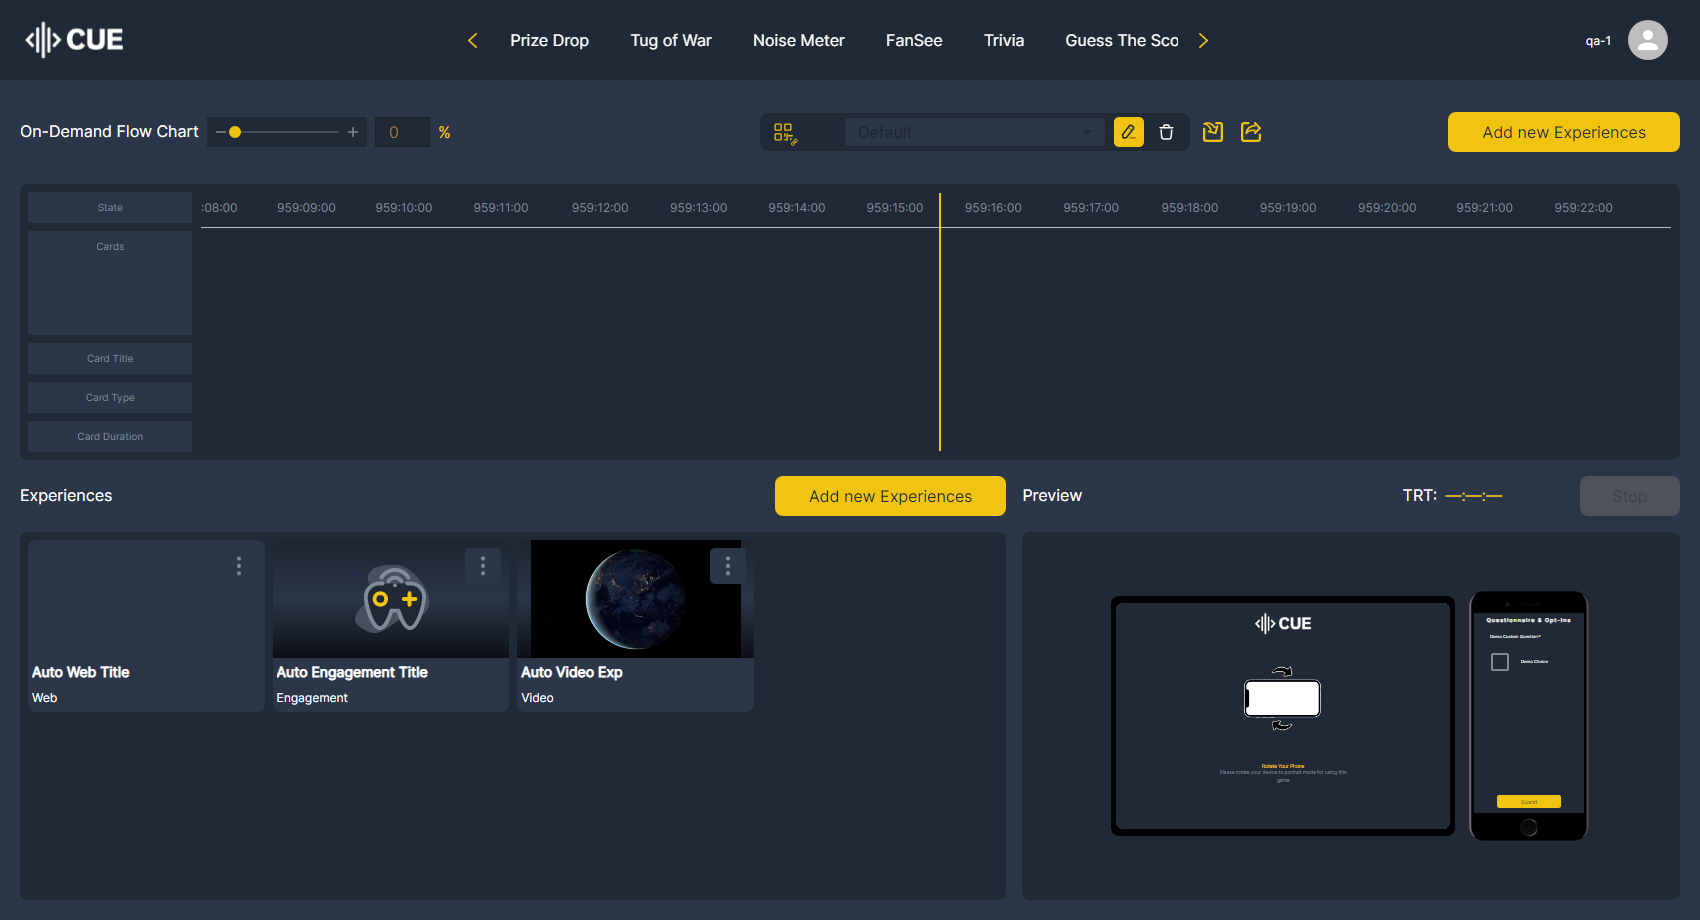 CUE
Prize Drop Tug of War Noise Meter FanSee Trivia Guess The Sco
qa-1
On-Demand Flow Chart 0 %
Default
Add new Experiences
State :08:00 959:09:00 959:10:00 959:11:00 959:12:00 959:13:00 959:14:00 959:15:00 959:16:00 959:17:00 959:18:00 959:19:00 959:20:00 959:21:00 959:22:00
Cards
Card Title
Card Type
Card Duration
Experiences
Add new Experiences
Preview
TRT: —:—:—
Stop
Auto Web Title
Web
Auto Engagement Title
Engagement
Auto Video Exp
Video
CUE
Rotate Your Phone
Please rotate your device to portrait mode for using this
game
Questionnaire & Opt-Ins
Demo Custom Question*
Demo Choice
Submit